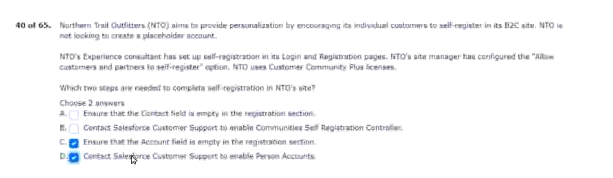 40 of 65. Northern Trail Outfitters (NTO) aims to provide personalization by encouraging its individual customers to self-register in its B2C site. NTO is
not looking to create a placeholder account.
NTO's Experience consultant has set up self-registration in its Login and Registration pages. NTO's site manager has configured the "Allow
customers and partners to self-register" option. NTO uses Customer Community Plus licenses.
Which two steps are needed to complete self-registration in NTO's site?
Choose 2 answers
A. Ensure that the Contact field is empty in the registration section.
B. Contact Salesforce Customer Support to enable Communities Self Registration Controller.
C. Ensure that the Account field is empty in the registration section.
D. Contact Salesforce Customer Support to enable Person Accounts.